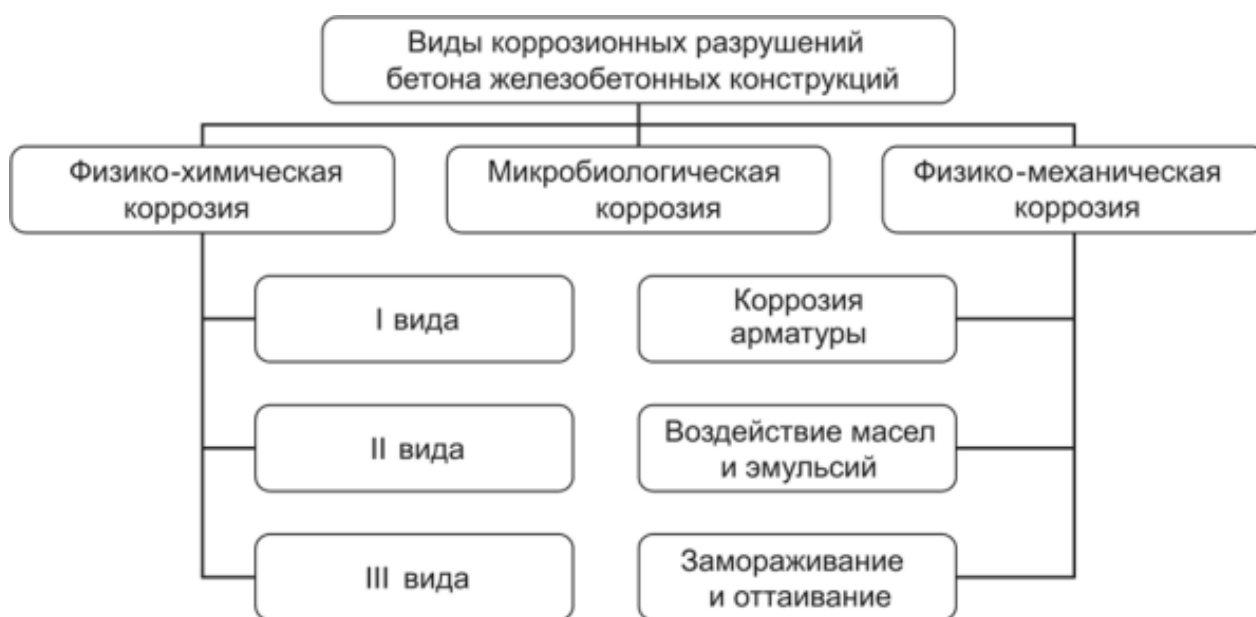 Виды коррозионных разрушений
бетона железобетонных конструкций
Физико-химическая
коррозия
Микробиологическая
коррозия
Физико-механическая
коррозия
I вида
Коррозия
арматуры
II вида
Воздействие масел
и эмульсий
III вида
Замораживание
и оттаивание